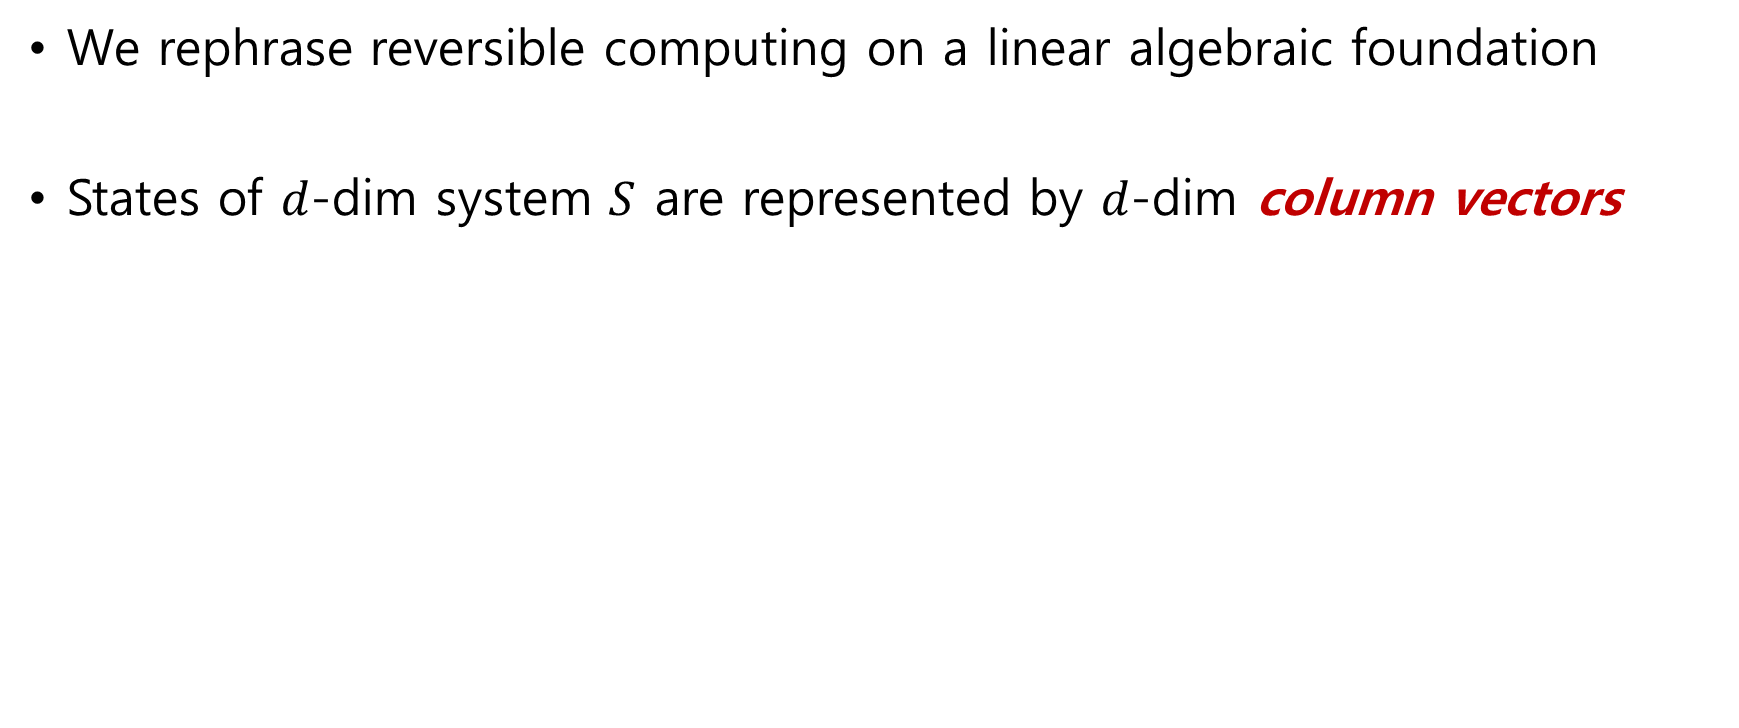 • We rephrase reversible computing on a linear algebraic foundation
• States of 𝑑-dim system 𝑆 are represented by 𝑑-dim column vectors